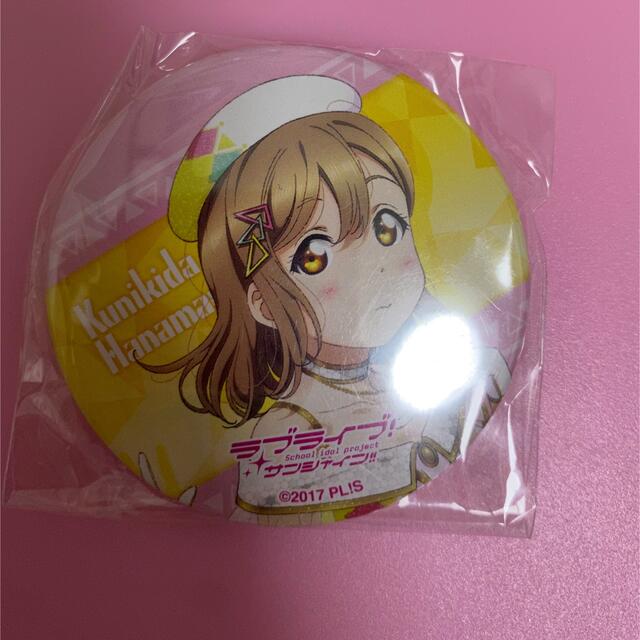 Kunikida
Hanamaru
ラブライブ!
School idol project
サンシャイン!!
©2017 PL!S